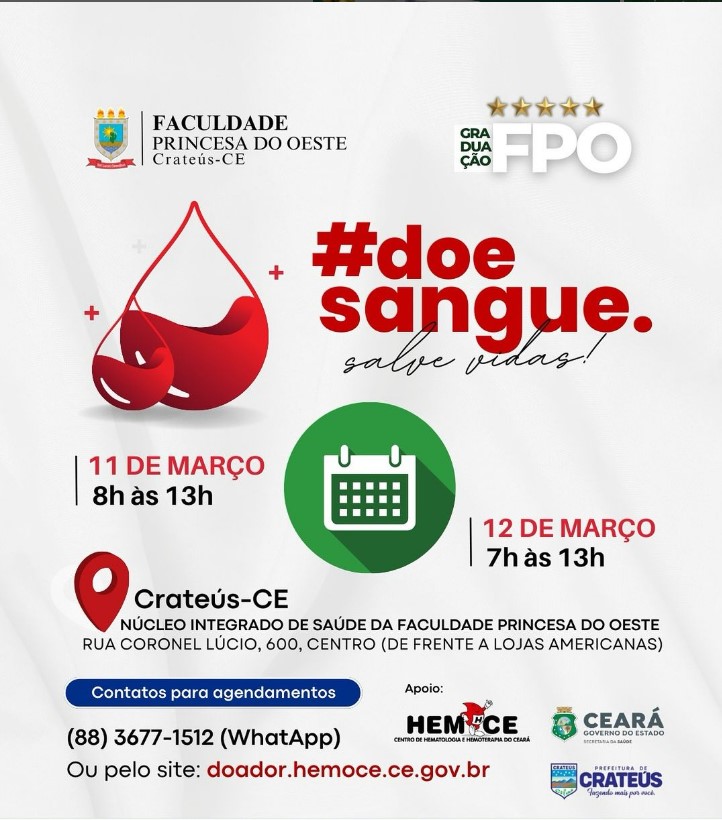 FACULDADE
PRINCESA DO OESTE
Crateús-CE
GRA
DUA
ÇÃO
FPO
#doe
sangue.
salve vidas!
11 DE MARÇO
8h às 13h
12 DE MARÇO
7h às 13h
Crateús-CE
NÚCLEO INTEGRADO DE SAÚDE DA FACULDADE PRINCESA DO OESTE
RUA CORONEL LÚCIO, 600, CENTRO (DE FRENTE A LOJAS AMERICANAS)
Contatos para agendamentos
(88) 3677-1512 (WhatApp)
Ou pelo site: doador.hemoce.ce.gov.br
Apoio:
HEMOCE
CENTRO DE HEMATOLOGIA E HEMOTERAPIA DO CEARÁ
CEARÁ
GOVERNO DO ESTADO
SECRETARIA DA SAÚDE
CRATEÚS
PREFEITURA DE
CRATEÚS
Fazendo mais por você.